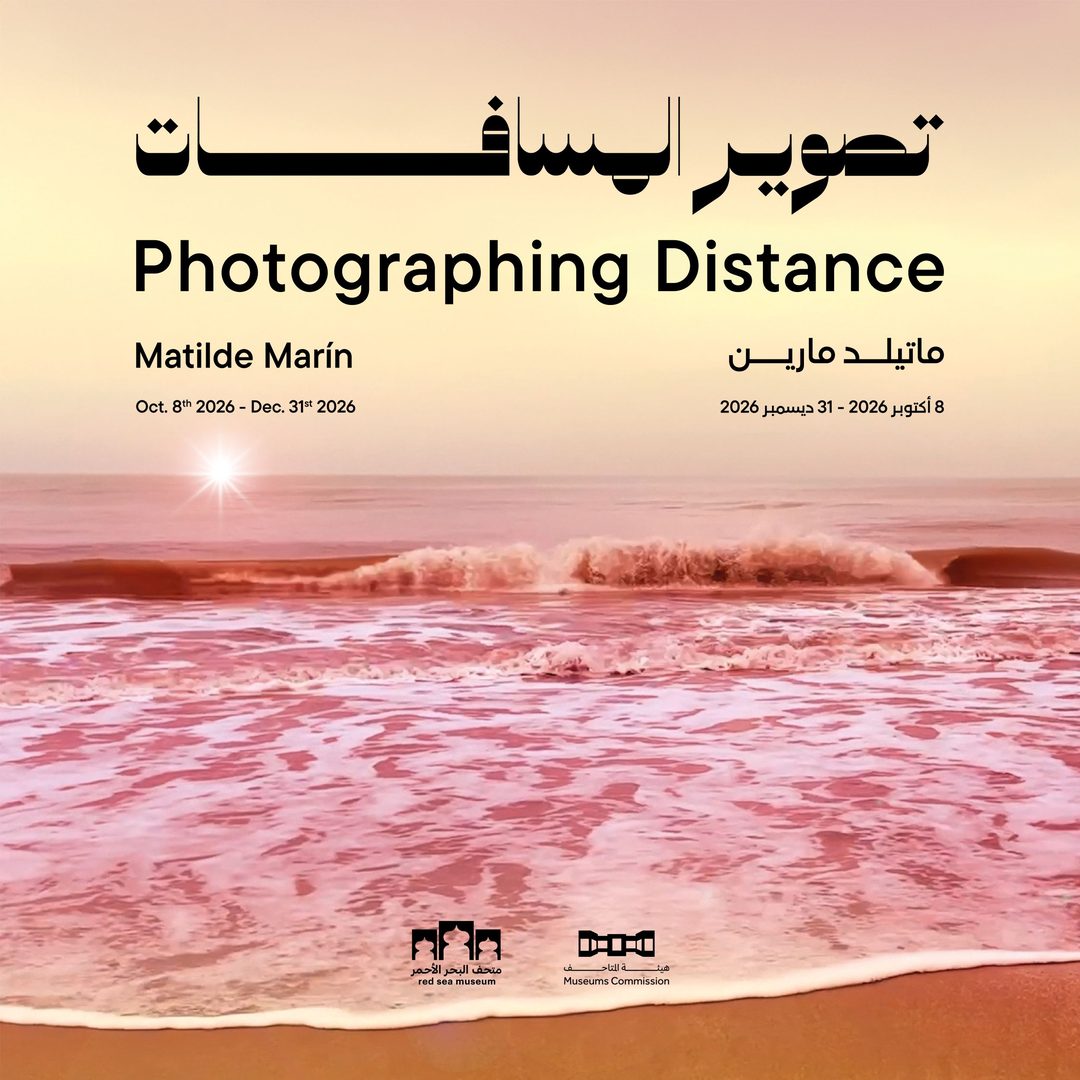 تصوير المسافات
Photographing Distance
Matilde Marín
ماتيلد مارين
Oct. 8th 2026 - Dec. 31st 2026
8 أكتوبر 2026 - 31 ديسمبر 2026
متحف البحر الأحمر
red sea museum
هيئة المتاحف
Museums Commission